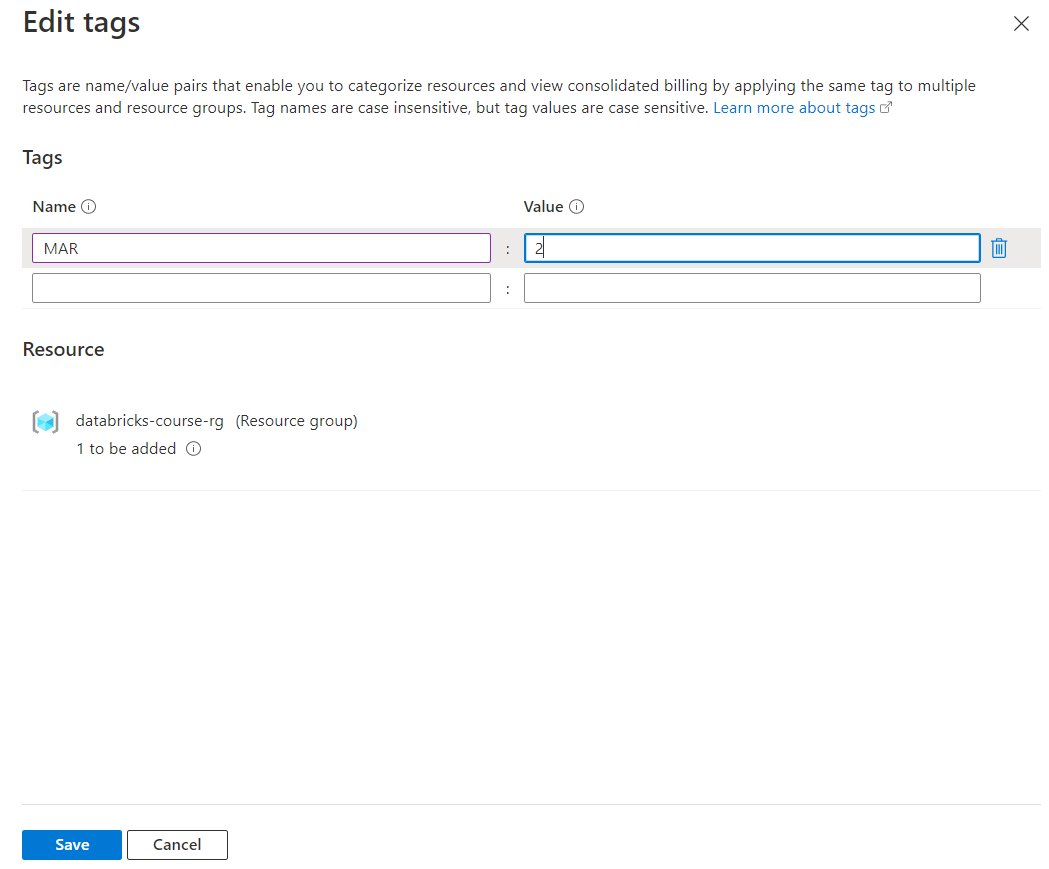 Edit tags
Tags are name/value pairs that enable you to categorize resources and view consolidated billing by applying the same tag to multiple
resources and resource groups. Tag names are case insensitive, but tag values are case sensitive. Learn more about tags
Tags
Name Value
MAR : 2
:
Resource
databricks-course-rg (Resource group)
1 to be added
Save Cancel